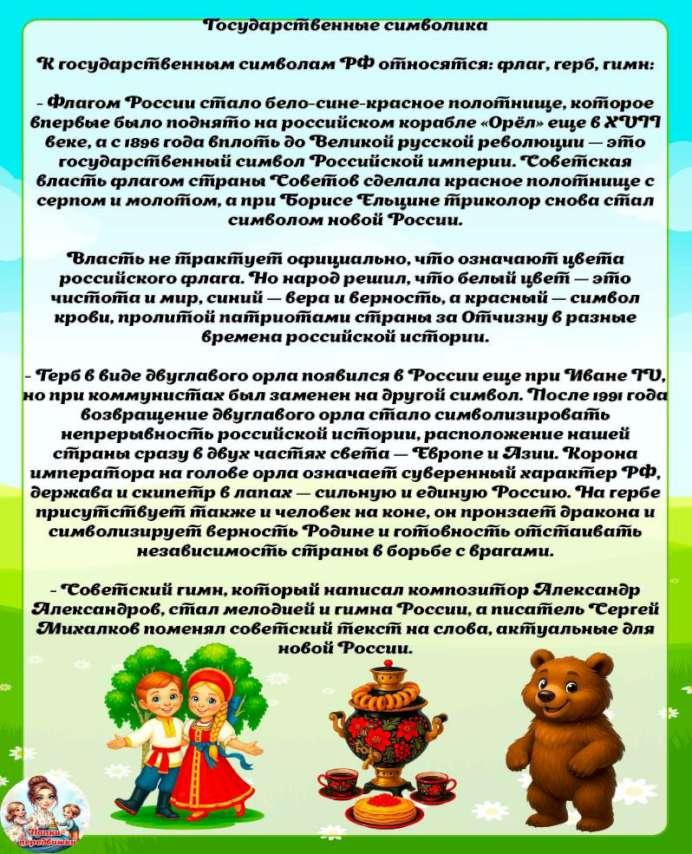 Государственные символика
К государственным символам РФ относятся: флаг, герб, гимн:
- Флагом России стало бело-сине-красное полотнище, которое
впервые было поднято на российском корабле «Орёл» еще в XVII
веке, а с 1896 года вплоть до Великой русской революции — это
государственный символ Российской империи. Советская
власть флагом страны Советов сделала красное полотнище с
серпом и молотом, а при Борисе Ельцине триколор снова стал
символом новой России.
Власть не трактует официально, что означают цвета
российского флага. Но народ решил, что белый цвет — это
чистота и мир, синий — вера и верность, а красный — символ
крови, пролитой патриотами страны за Отчизну в разные
времена российской истории.
- Герб в виде двуглавого орла появился в России еще при Иване IV,
но при коммунистах был заменен на другой символ. После 1991 года
возвращение двуглавого орла стало символизировать
непрерывность российской истории, расположение нашей
страны сразу в двух частях света — Европе и Азии. Корона
императора на голове орла означает суверенный характер РФ,
держава и скипетр в лапах — сильную и единую Россию. На гербе
присутствует также и человек на коне, он пронзает дракона и
символизирует верность Родине и готовность отстаивать
независимость страны в борьбе с врагами.
- Советский гимн, который написал композитор Александр
Александров, стал мелодией и гимна России, а писатель Сергей
Михалков поменял советский текст на слова, актуальные для
новой России.
Папки-
передвижки